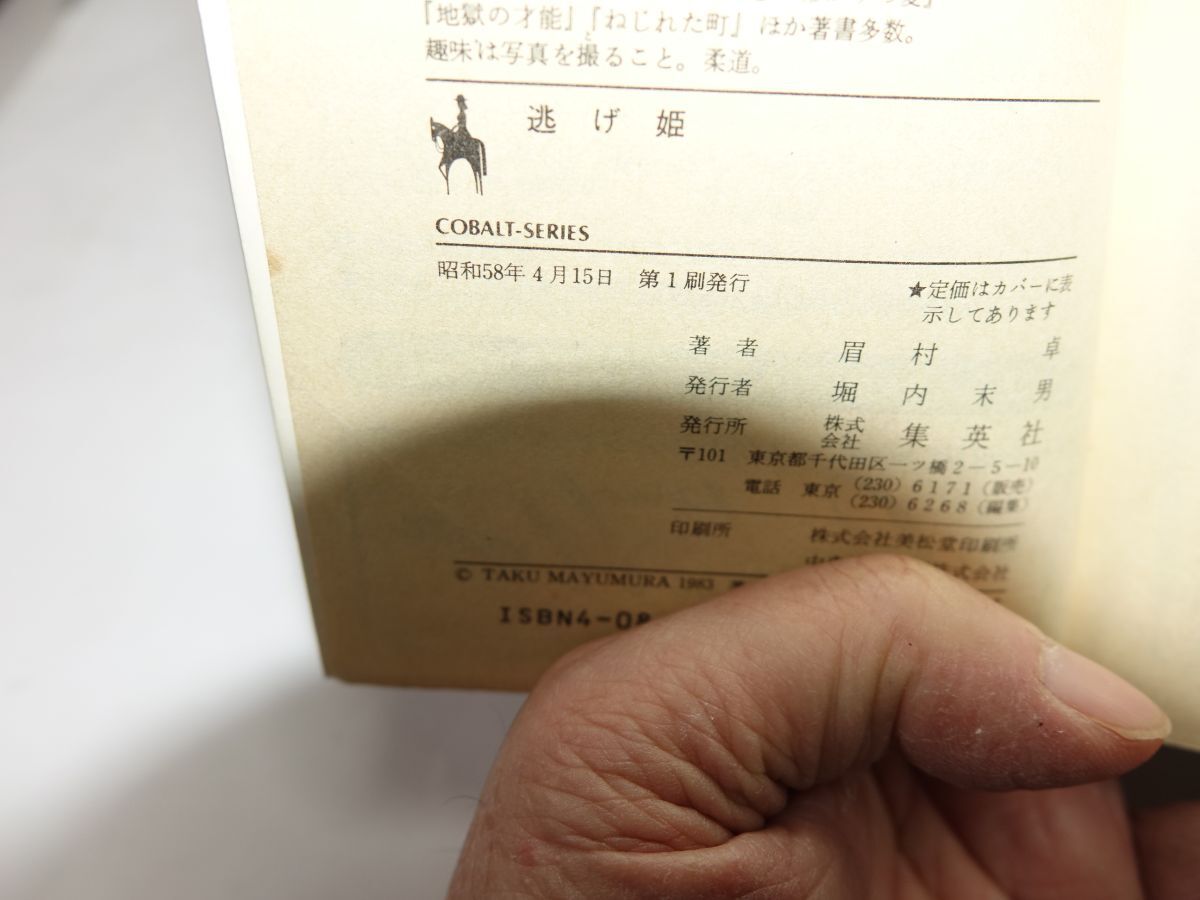 『地獄の才能』『ねじれた町』ほか著書多数。
趣味は写真を撮ること。柔道。
逃げ姫
COBALT-SERIES
昭和58年4月15日 第1刷発行
★定価はカバーに表
示してあります
著者 眉村 卓
発行者 堀内末男
発行所 株式会社 集英社
〒101 東京都千代田区一ツ橋2-5-10
電話 東京 (230)6171(販売)
(230)6268(編集)
印刷所 株式会社美松堂印刷所
株式会社
© TAKU MAYUMURA 1983
ISBN4-08